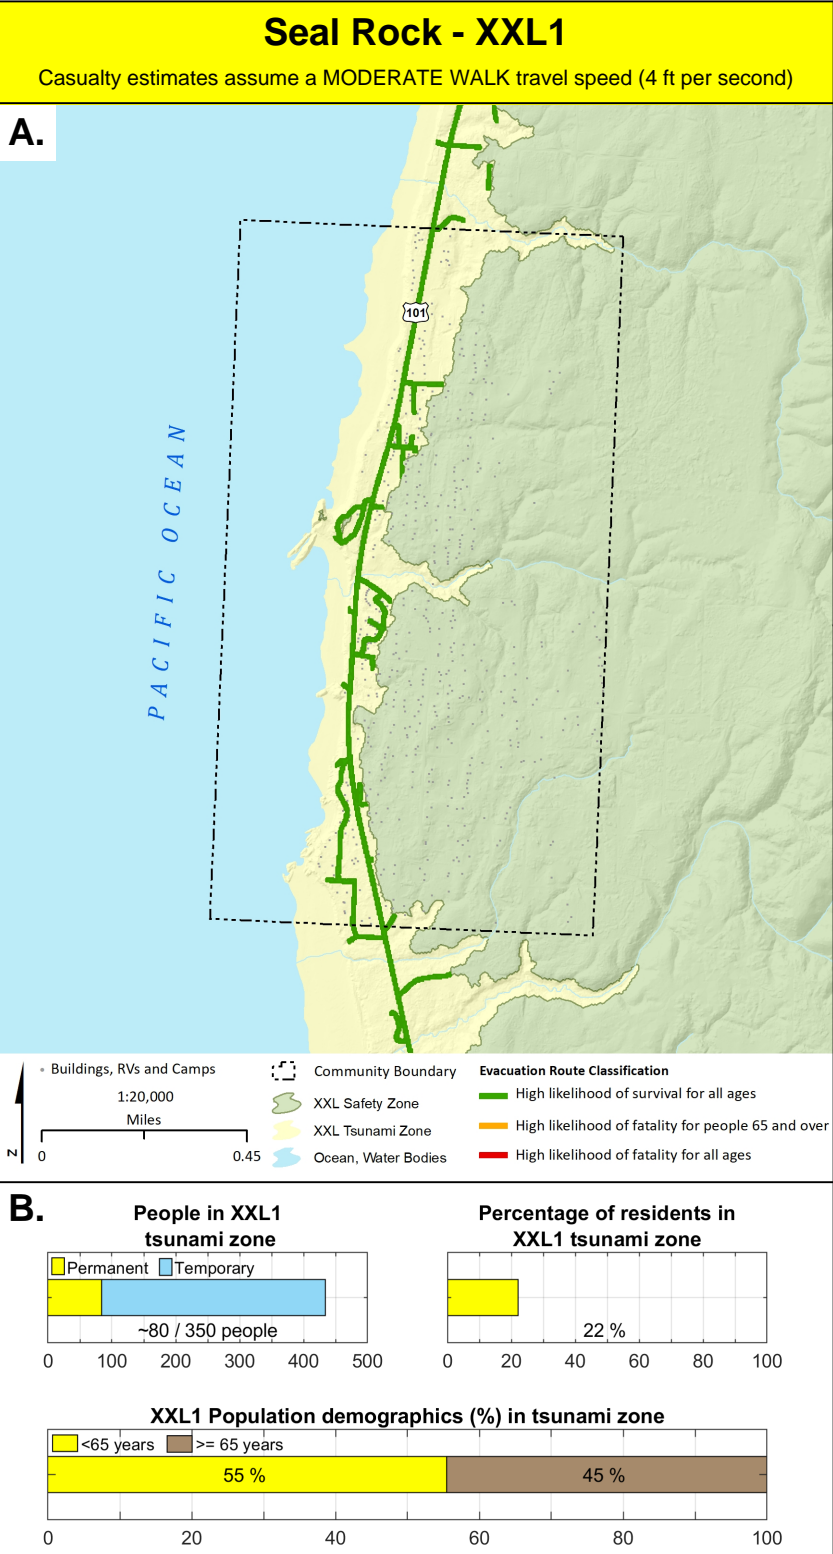 Seal Rock - XXL1
Casualty estimates assume a MODERATE WALK travel speed (4 ft per second)
A.
101
PACIFIC OCEAN
Buildings, RVs and Camps
1:20,000
Miles
0 0.45
N
Community Boundary
XXL Safety Zone
XXL Tsunami Zone
Ocean, Water Bodies
Evacuation Route Classification
High likelihood of survival for all ages
High likelihood of fatality for people 65 and over
High likelihood of fatality for all ages
B.
People in XXL1
tsunami zone
Permanent Temporary
~80 / 350 people
0 100 200 300 400 500
Percentage of residents in
XXL1 tsunami zone
22 %
0 20 40 60 80 100
XXL1 Population demographics (%) in tsunami zone
<65 years >= 65 years
55 % 45 %
0 20 40 60 80 100